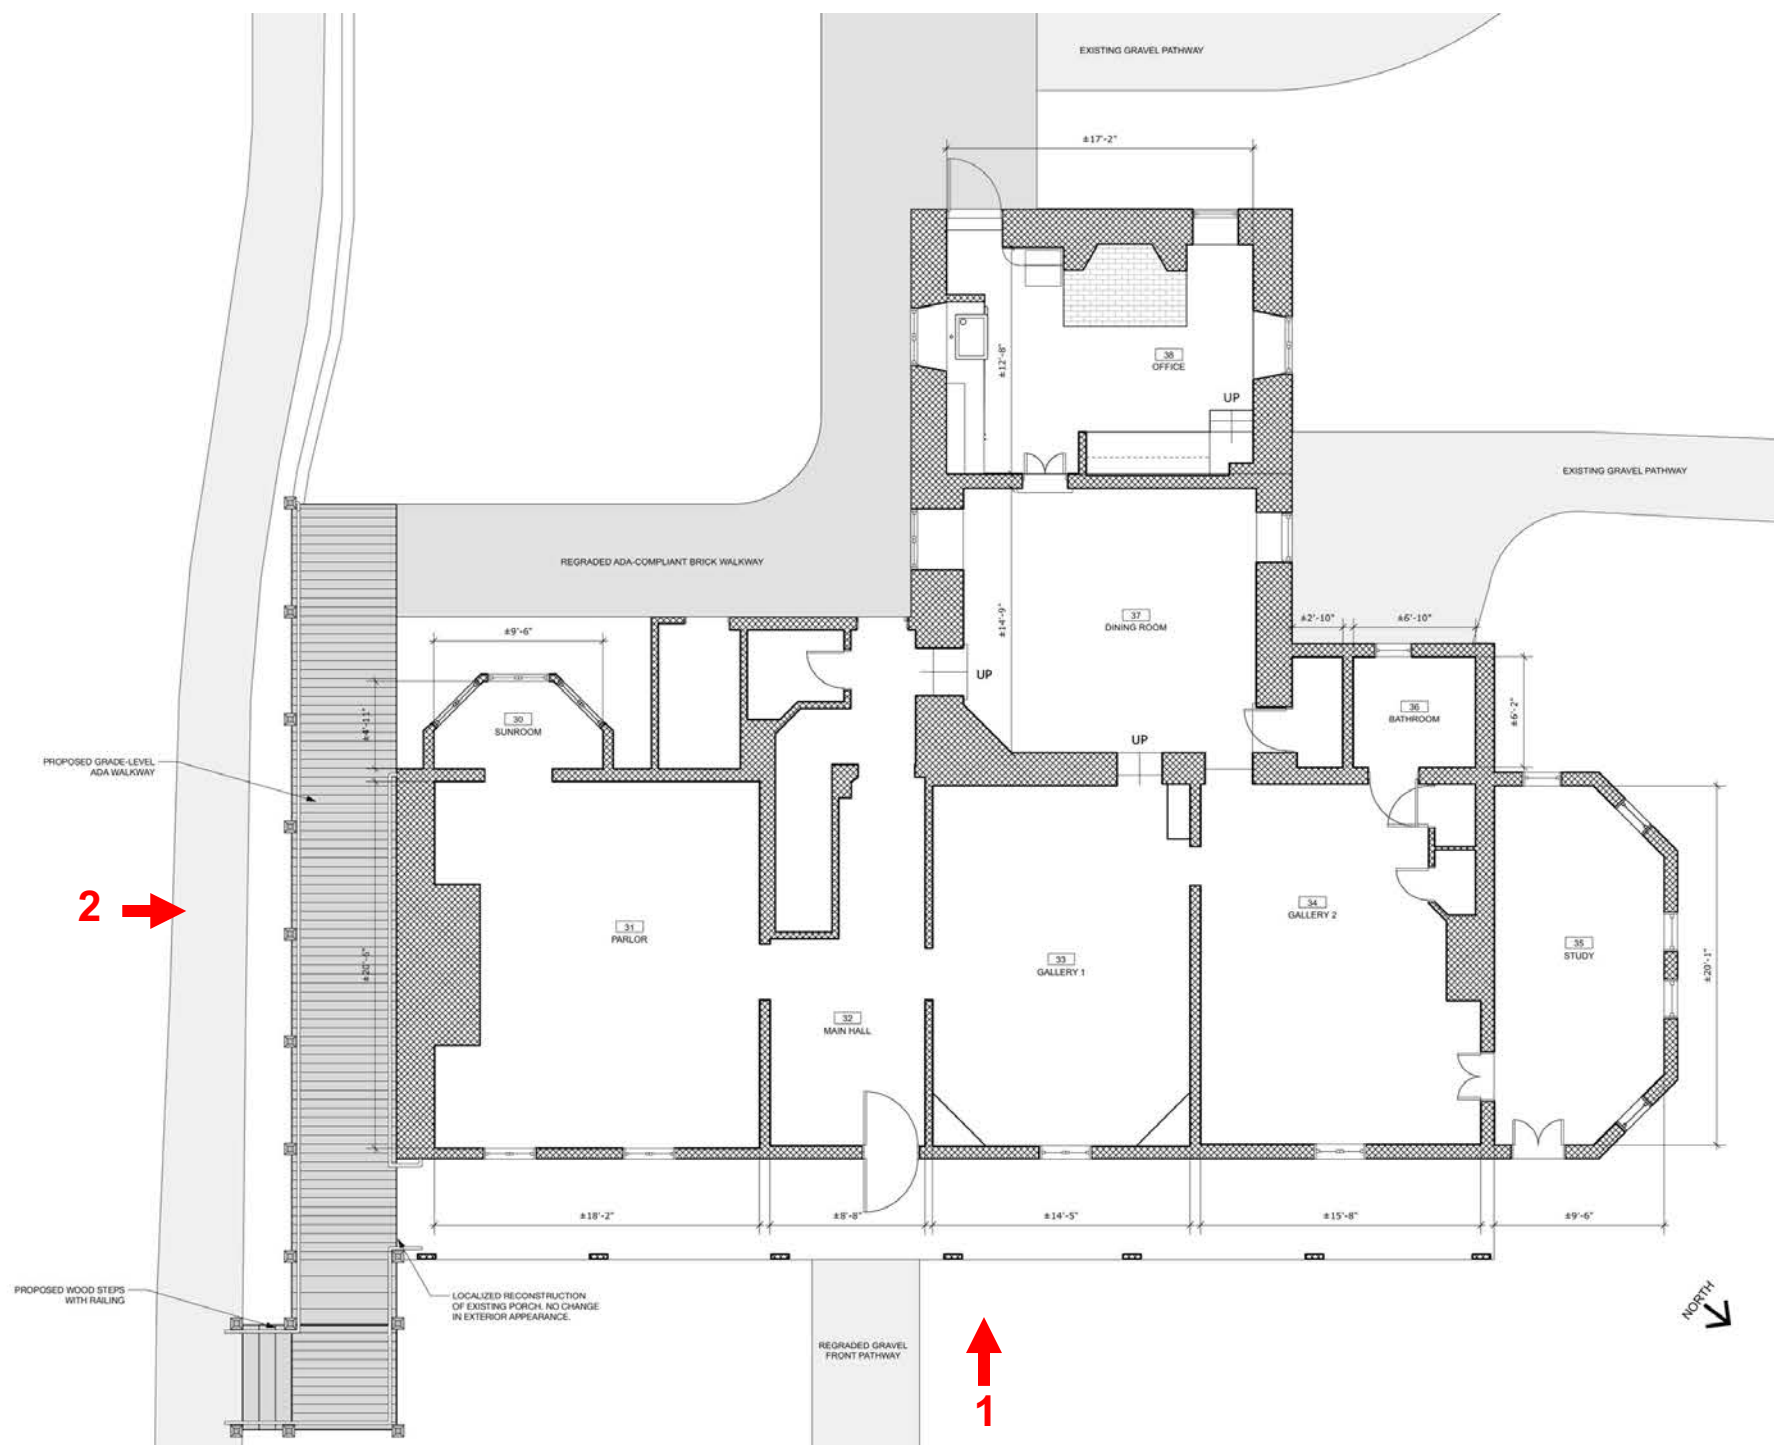 EXISTING GRAVEL PATHWAY
±17'-2"
±12'-8"
38
OFFICE
UP
EXISTING GRAVEL PATHWAY
REGRADED ADA-COMPLIANT BRICK WALKWAY
±14'-9"
37
DINING ROOM
±2'-10"
±6'-10"
±9'-6"
UP
36
BATHROOM
±6'-2"
30
SUNROOM
±4'-11"
UP
PROPOSED GRADE-LEVEL
ADA WALKWAY
2
31
PARLOR
34
GALLERY 2
35
STUDY
33
GALLERY 1
±20'-1"
32
MAIN HALL
±18'-2"
±8'-8"
±14'-5"
±15'-8"
±9'-6"
PROPOSED WOOD STEPS
WITH RAILING
LOCALIZED RECONSTRUCTION
OF EXISTING PORCH. NO CHANGE
IN EXTERIOR APPEARANCE.
NORTH
REGRADED GRAVEL
FRONT PATHWAY
1